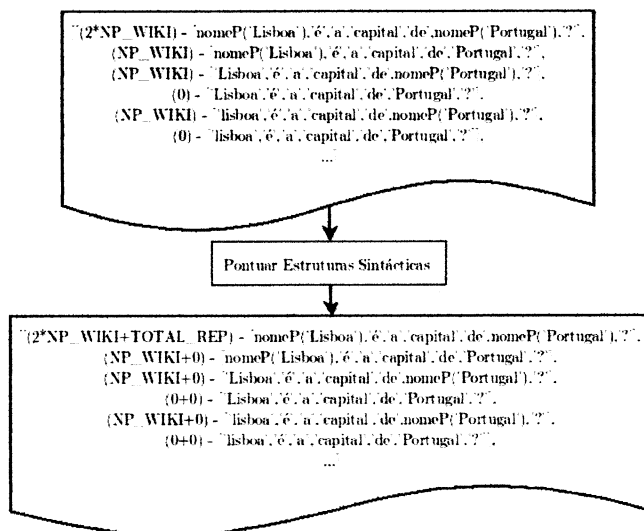 "(2*NP_WIKI) - 'nomeP('Lisboa'),'é','a','capital','de',nomeP('Portugal'),'?'",
(NP_WIKI) - "nomeP('Lisboa'),'é','a','capital','de','Portugal','?'",
(NP_WIKI) - "'Lisboa','é','a','capital','de',nomeP('Portugal'),'?'",
(0) - "'Lisboa','é','a','capital','de','Portugal','?'",
(NP_WIKI) - "'lisboa','é','a','capital','de',nomeP('Portugal'),'?'",
(0) - "'lisboa','é','a','capital','de','Portugal','?'",
..."
Pontuar Estruturas Sintácticas
"(2*NP_WIKI+TOTAL_REP) - 'nomeP('Lisboa'),'é','a','capital','de',nomeP('Portugal'),'?'",
(NP_WIKI+0) - "nomeP('Lisboa'),'é','a','capital','de','Portugal','?'",
(NP_WIKI+0) - "'Lisboa','é','a','capital','de',nomeP('Portugal'),'?'",
(0+0) - "'Lisboa','é','a','capital','de','Portugal','?'",
(NP_WIKI+0) - "'lisboa','é','a','capital','de',nomeP('Portugal'),'?'",
(0+0) - "'lisboa','é','a','capital','de','Portugal','?'",
..."